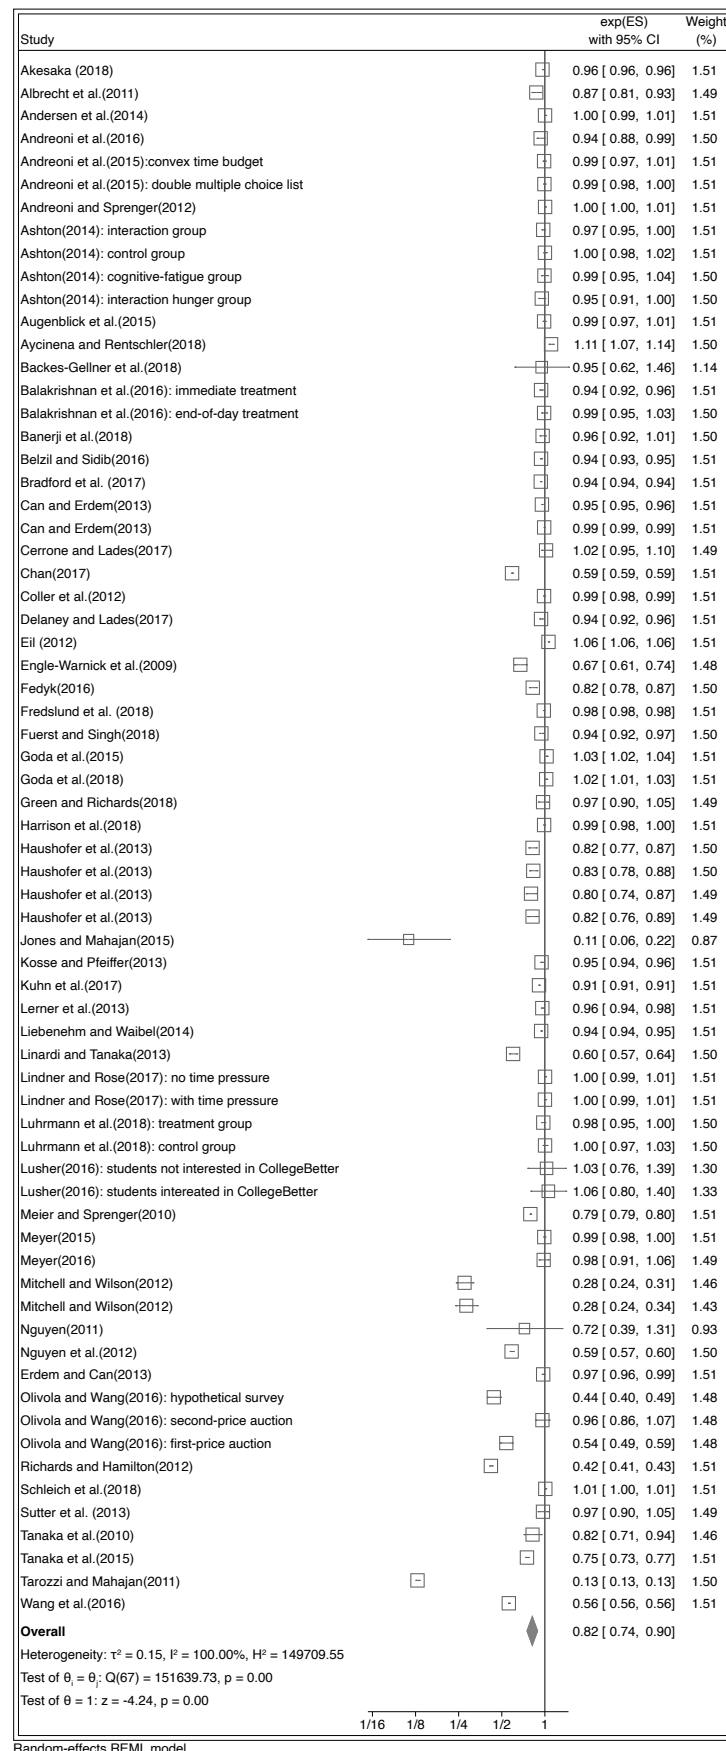 exp(ES) Weight
Study with 95% CI (%)
Akesaka (2018) 0.96 [ 0.96, 0.96] 1.51
Albrecht et al.(2011) 0.87 [ 0.81, 0.93] 1.49
Andersen et al.(2014) 1.00 [ 0.99, 1.01] 1.51
Andreoni et al.(2016) 0.94 [ 0.88, 0.99] 1.50
Andreoni et al.(2015):convex time budget 0.99 [ 0.97, 1.01] 1.51
Andreoni et al.(2015): double multiple choice list 0.99 [ 0.98, 1.00] 1.51
Andreoni and Sprenger(2012) 1.00 [ 1.00, 1.01] 1.51
Ashton(2014): interaction group 0.97 [ 0.95, 1.00] 1.51
Ashton(2014): control group 1.00 [ 0.98, 1.02] 1.51
Ashton(2014): cognitive-fatigue group 0.99 [ 0.95, 1.04] 1.50
Ashton(2014): interaction hunger group 0.95 [ 0.91, 1.00] 1.50
Augenblick et al.(2015) 0.99 [ 0.97, 1.01] 1.51
Aycinena and Rentschler(2018) 1.11 [ 1.07, 1.14] 1.50
Backes-Gellner et al.(2018) 0.95 [ 0.62, 1.46] 1.14
Balakrishnan et al.(2016): immediate treatment 0.94 [ 0.92, 0.96] 1.51
Balakrishnan et al.(2016): end-of-day treatment 0.99 [ 0.95, 1.03] 1.50
Banerji et al.(2018) 0.96 [ 0.92, 1.01] 1.50
Belzil and Sidib(2016) 0.94 [ 0.93, 0.95] 1.51
Bradford et al. (2017) 0.94 [ 0.94, 0.94] 1.51
Can and Erdem(2013) 0.95 [ 0.95, 0.96] 1.51
Can and Erdem(2013) 0.99 [ 0.99, 0.99] 1.51
Cerrone and Lades(2017) 1.02 [ 0.95, 1.10] 1.49
Chan(2017) 0.59 [ 0.59, 0.59] 1.51
Coller et al.(2012) 0.99 [ 0.98, 0.99] 1.51
Delaney and Lades(2017) 0.94 [ 0.92, 0.96] 1.51
Eil (2012) 1.06 [ 1.06, 1.06] 1.51
Engle-Warnick et al.(2009) 0.67 [ 0.61, 0.74] 1.48
Fedyk(2016) 0.82 [ 0.78, 0.87] 1.50
Fredslund et al. (2018) 0.98 [ 0.98, 0.98] 1.51
Fuerst and Singh(2018) 0.94 [ 0.92, 0.97] 1.50
Goda et al.(2015) 1.03 [ 1.02, 1.04] 1.51
Goda et al.(2018) 1.02 [ 1.01, 1.03] 1.51
Green and Richards(2018) 0.97 [ 0.90, 1.05] 1.49
Harrison et al.(2018) 0.99 [ 0.98, 1.00] 1.51
Haushofer et al.(2013) 0.82 [ 0.77, 0.87] 1.50
Haushofer et al.(2013) 0.83 [ 0.78, 0.88] 1.50
Haushofer et al.(2013) 0.80 [ 0.74, 0.87] 1.49
Haushofer et al.(2013) 0.82 [ 0.76, 0.89] 1.49
Jones and Mahajan(2015) 0.11 [ 0.06, 0.22] 0.87
Kosse and Pfeiffer(2013) 0.95 [ 0.94, 0.96] 1.51
Kuhn et al.(2017) 0.91 [ 0.91, 0.91] 1.51
Lerner et al.(2013) 0.96 [ 0.94, 0.98] 1.51
Liebenehm and Waibel(2014) 0.94 [ 0.94, 0.95] 1.51
Linardi and Tanaka(2013) 0.60 [ 0.57, 0.64] 1.50
Lindner and Rose(2017): no time pressure 1.00 [ 0.99, 1.01] 1.51
Lindner and Rose(2017): with time pressure 1.00 [ 0.99, 1.01] 1.51
Luhrmann et al.(2018): treatment group 0.98 [ 0.95, 1.00] 1.50
Luhrmann et al.(2018): control group 1.00 [ 0.97, 1.03] 1.50
Lusher(2016): students not interested in CollegeBetter 1.03 [ 0.76, 1.39] 1.30
Lusher(2016): students intereated in CollegeBetter 1.06 [ 0.80, 1.40] 1.33
Meier and Sprenger(2010) 0.79 [ 0.79, 0.80] 1.51
Meyer(2015) 0.99 [ 0.98, 1.00] 1.51
Meyer(2016) 0.98 [ 0.91, 1.06] 1.49
Mitchell and Wilson(2012) 0.28 [ 0.24, 0.31] 1.46
Mitchell and Wilson(2012) 0.28 [ 0.24, 0.34] 1.43
Nguyen(2011) 0.72 [ 0.39, 1.31] 0.93
Nguyen et al.(2012) 0.59 [ 0.57, 0.60] 1.50
Erdem and Can(2013) 0.97 [ 0.96, 0.99] 1.51
Olivola and Wang(2016): hypothetical survey 0.44 [ 0.40, 0.49] 1.48
Olivola and Wang(2016): second-price auction 0.96 [ 0.86, 1.07] 1.48
Olivola and Wang(2016): first-price auction 0.54 [ 0.49, 0.59] 1.48
Richards and Hamilton(2012) 0.42 [ 0.41, 0.43] 1.51
Schleich et al.(2018) 1.01 [ 1.00, 1.01] 1.51
Sutter et al. (2013) 0.97 [ 0.90, 1.05] 1.49
Tanaka et al.(2010) 0.82 [ 0.71, 0.94] 1.46
Tanaka et al.(2015) 0.75 [ 0.73, 0.77] 1.51
Tarozzi and Mahajan(2011) 0.13 [ 0.13, 0.13] 1.50
Wang et al.(2016) 0.56 [ 0.56, 0.56] 1.51
Overall 0.82 [ 0.74, 0.90]
Heterogeneity: τ² = 0.15, I² = 100.00%, H² = 149709.55
Test of θᵢ = θⱼ: Q(67) = 151639.73, p = 0.00
Test of θ = 1: z = -4.24, p = 0.00
1/16 1/8 1/4 1/2 1
Random-effects REML model